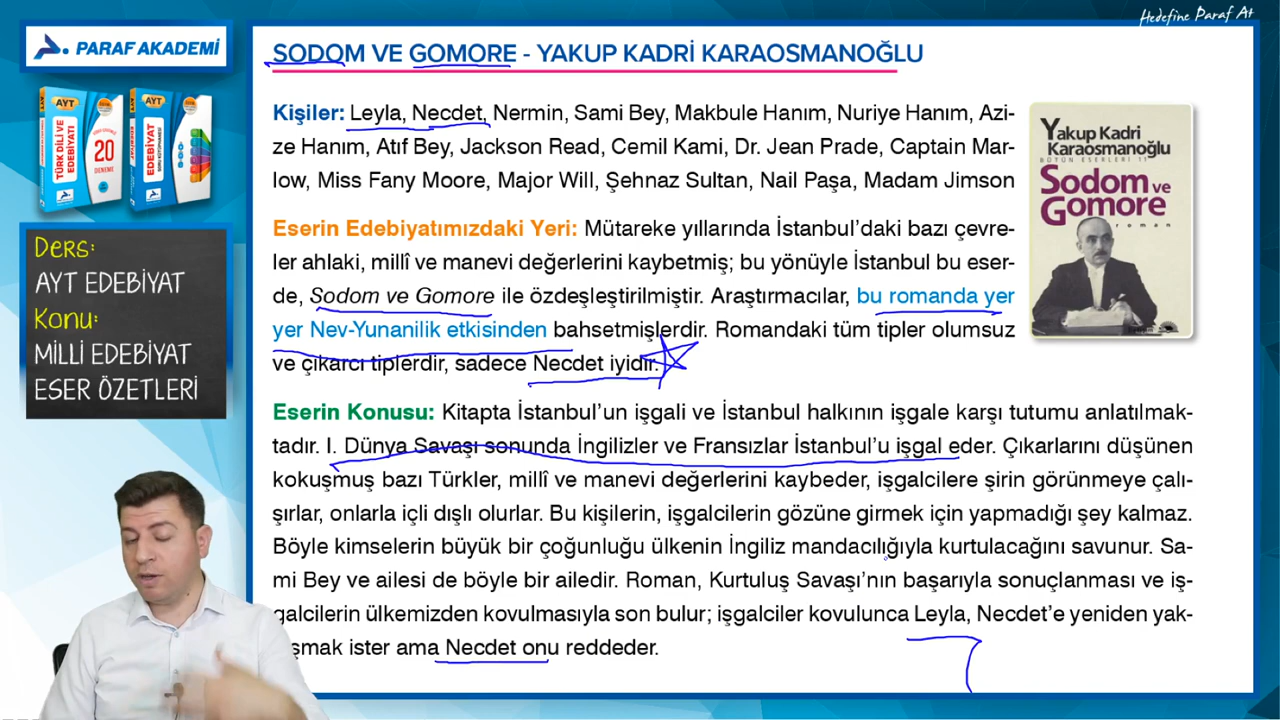 Hedefine Paraf At
PARAF AKADEMİ
AYT
TÜRK DİLİ VE
EDEBİYATI
20
DENEME
AYT
EDEBİYAT
Ders:
AYT EDEBİYAT
Konu:
MİLLİ EDEBİYAT
ESER ÖZETLERİ
SODOM VE GOMORE - YAKUP KADRİ KARAOSMANOĞLU
Kişiler: Leyla, Necdet, Nermin, Sami Bey, Makbule Hanım, Nuriye Hanım, Azi-
ze Hanım, Atıf Bey, Jackson Read, Cemil Kami, Dr. Jean Prade, Captain Mar-
low, Miss Fany Moore, Major Will, Şehnaz Sultan, Nail Paşa, Madam Jimson
Eserin Edebiyatımızdaki Yeri: Mütareke yıllarında İstanbul'daki bazı çevre-
ler ahlaki, millî ve manevi değerlerini kaybetmiş; bu yönüyle İstanbul bu eser-
de, Sodom ve Gomore ile özdeşleştirilmiştir. Araştırmacılar, bu romanda yer
yer Nev-Yunanilik etkisinden bahsetmişlerdir. Romandaki tüm tipler olumsuz
ve çıkarcı tiplerdir, sadece Necdet iyidir.
Yakup Kadri
Karaosmanoğlu
BÜTÜN ESERLERİ 11
Sodom ve
Gomore
roman
Eserin Konusu: Kitapta İstanbul'un işgali ve İstanbul halkının işgale karşı tutumu anlatılmak-
tadır. I. Dünya Savaşı sonunda İngilizler ve Fransızlar İstanbul'u işgal eder. Çıkarlarını düşünen
kokuşmuş bazı Türkler, millî ve manevi değerlerini kaybeder, işgalcilere şirin görünmeye çalı-
şırlar, onlarla içli dışlı olurlar. Bu kişilerin, işgalcilerin gözüne girmek için yapmadığı şey kalmaz.
Böyle kimselerin büyük bir çoğunluğu ülkenin İngiliz mandacılığıyla kurtulacağını savunur. Sa-
mi Bey ve ailesi de böyle bir ailedir. Roman, Kurtuluş Savaşı'nın başarıyla sonuçlanması ve iş-
galcilerin ülkemizden kovulmasıyla son bulur; işgalciler kovulunca Leyla, Necdet'e yeniden yak-
şmak ister ama Necdet onu reddeder.